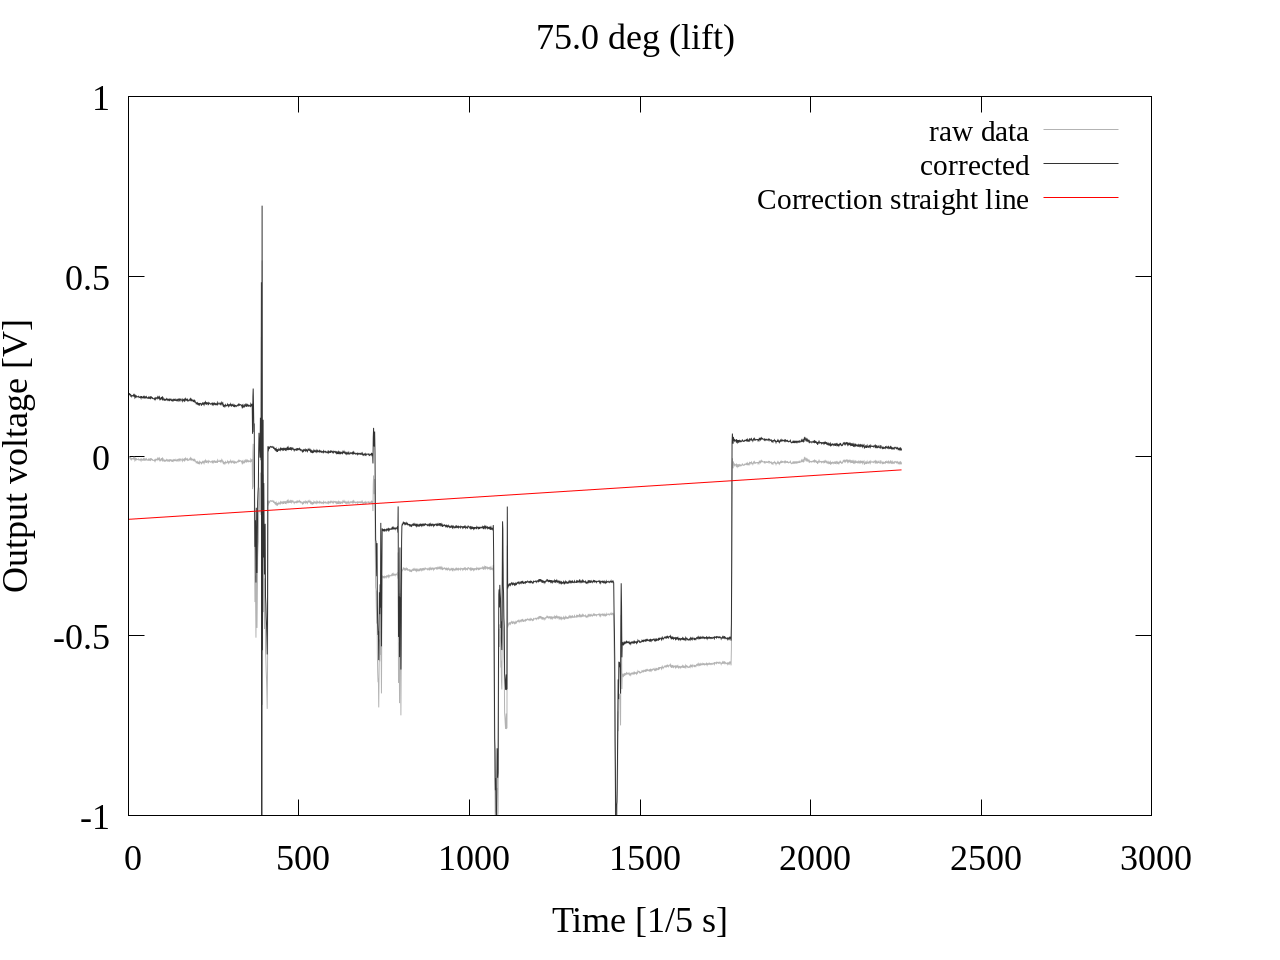 75.0 deg (lift)
1
raw data
corrected
Correction straight line
0.5
0
-0.5
-1
Output voltage [V]
0 500 1000 1500 2000 2500 3000
Time [1/5 s]